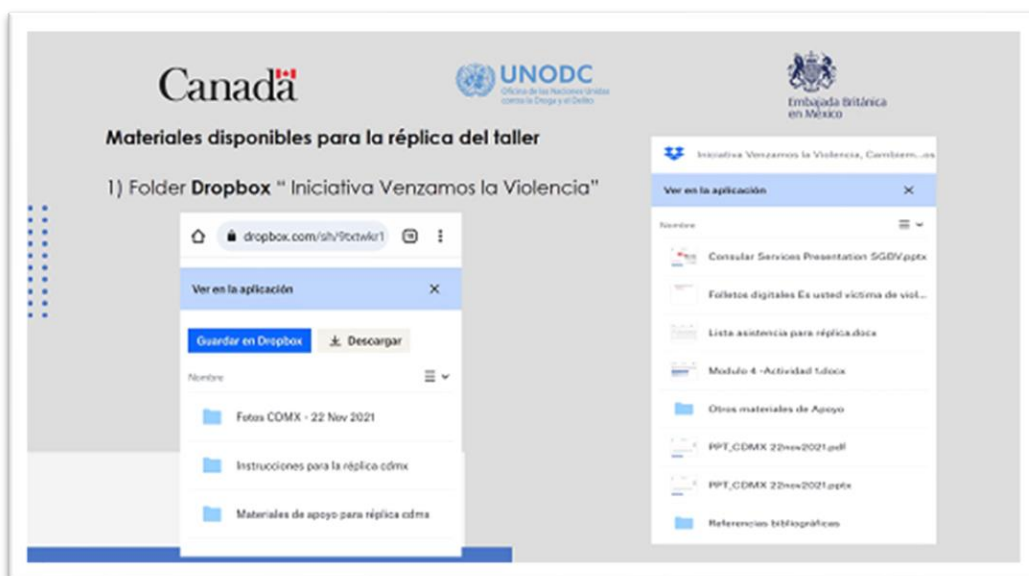 Canada
UNODC
Oficina de las Naciones Unidas
contra la Droga y el Delito
Embajada Británica
en México
Materiales disponibles para la réplica del taller
1) Folder Dropbox “ Iniciativa Venzamos la Violencia”
dropbox.com/sh/9txtwkr1
Ver en la aplicación
Guardar en Dropbox
Descargar
Nombre
Fotos CDMX - 22 Nov 2021
Instrucciones para la réplica cdmx
Materiales de apoyo para réplica cdmx
Iniciativa Venzamos la Violencia, Cambiem...os
Ver en la aplicación
Nombre
Consular Services Presentation SGBV.pptx
Folletos digitales Es usted víctima de viol...
Lista asistencia para réplica.docx
Modulo 4 -Actividad 1.docx
Otros materiales de Apoyo
PPT_CDMX 22nov2021.pdf
PPT_CDMX 22nov2021.pptx
Referencias bibliográficas